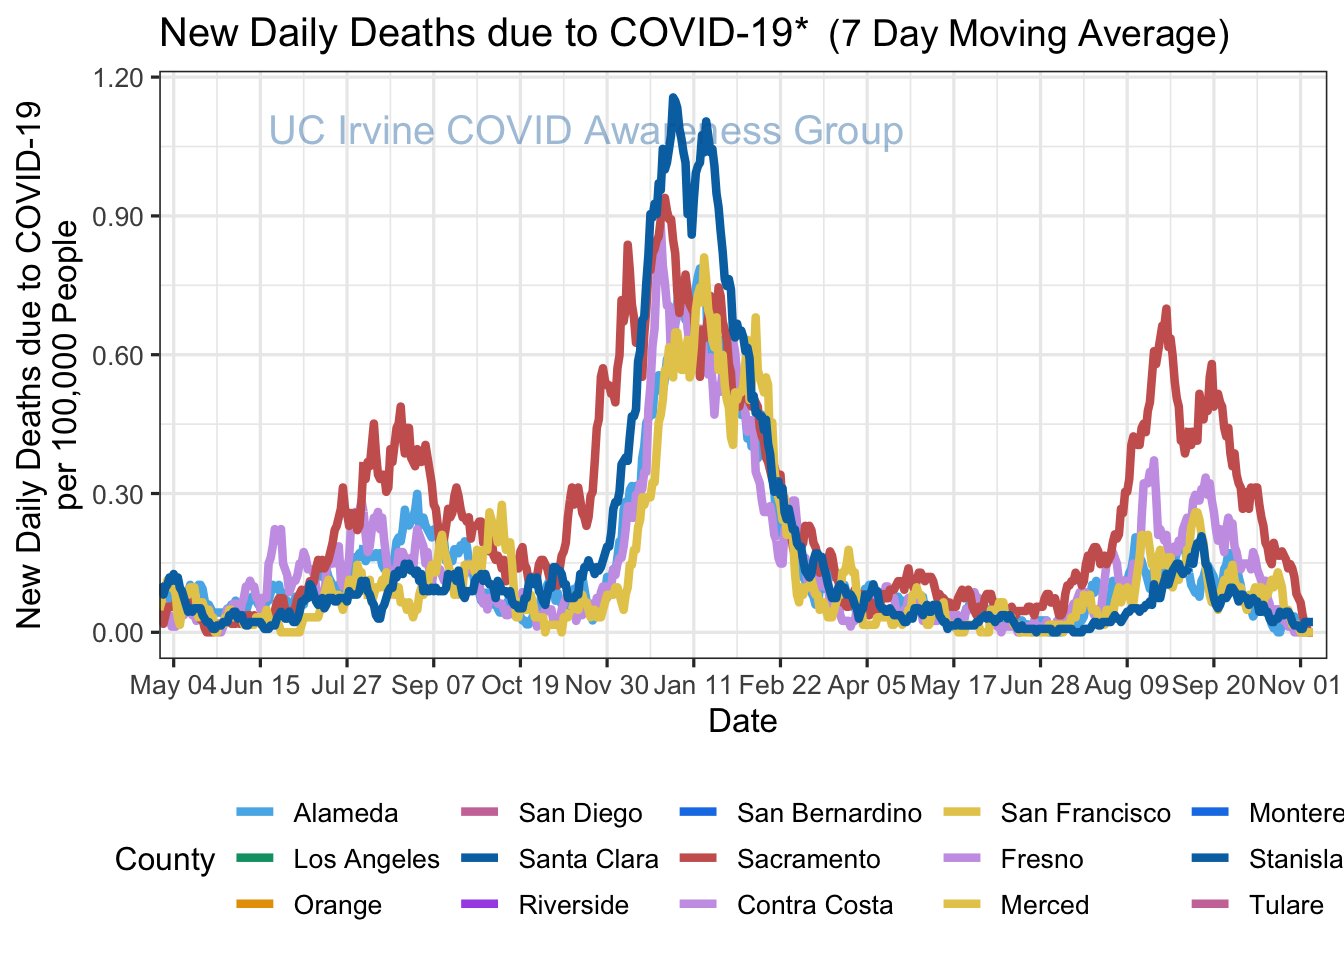 New Daily Deaths due to COVID-19* (7 Day Moving Average)
UC Irvine COVID Awareness Group
New Daily Deaths due to COVID-19
per 100,000 People
1.20
0.90
0.60
0.30
0.00
May 04 Jun 15 Jul 27 Sep 07 Oct 19 Nov 30 Jan 11 Feb 22 Apr 05 May 17 Jun 28 Aug 09 Sep 20 Nov 01
Date
County
Alameda San Diego San Bernardino San Francisco Montere
Los Angeles Santa Clara Sacramento Fresno Stanisla
Orange Riverside Contra Costa Merced Tulare